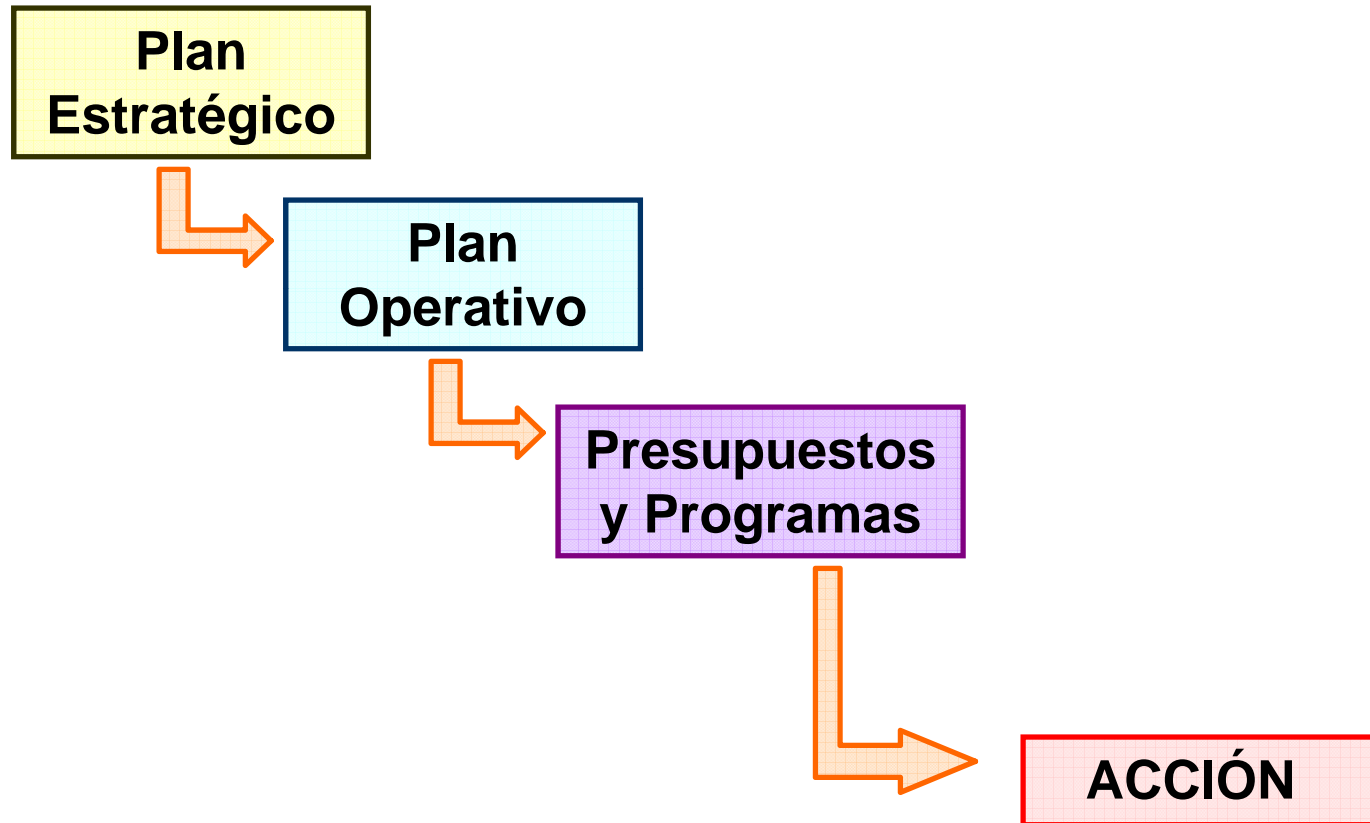 Plan
Estratégico
Plan
Operativo
Presupuestos
y Programas
ACCIÓN